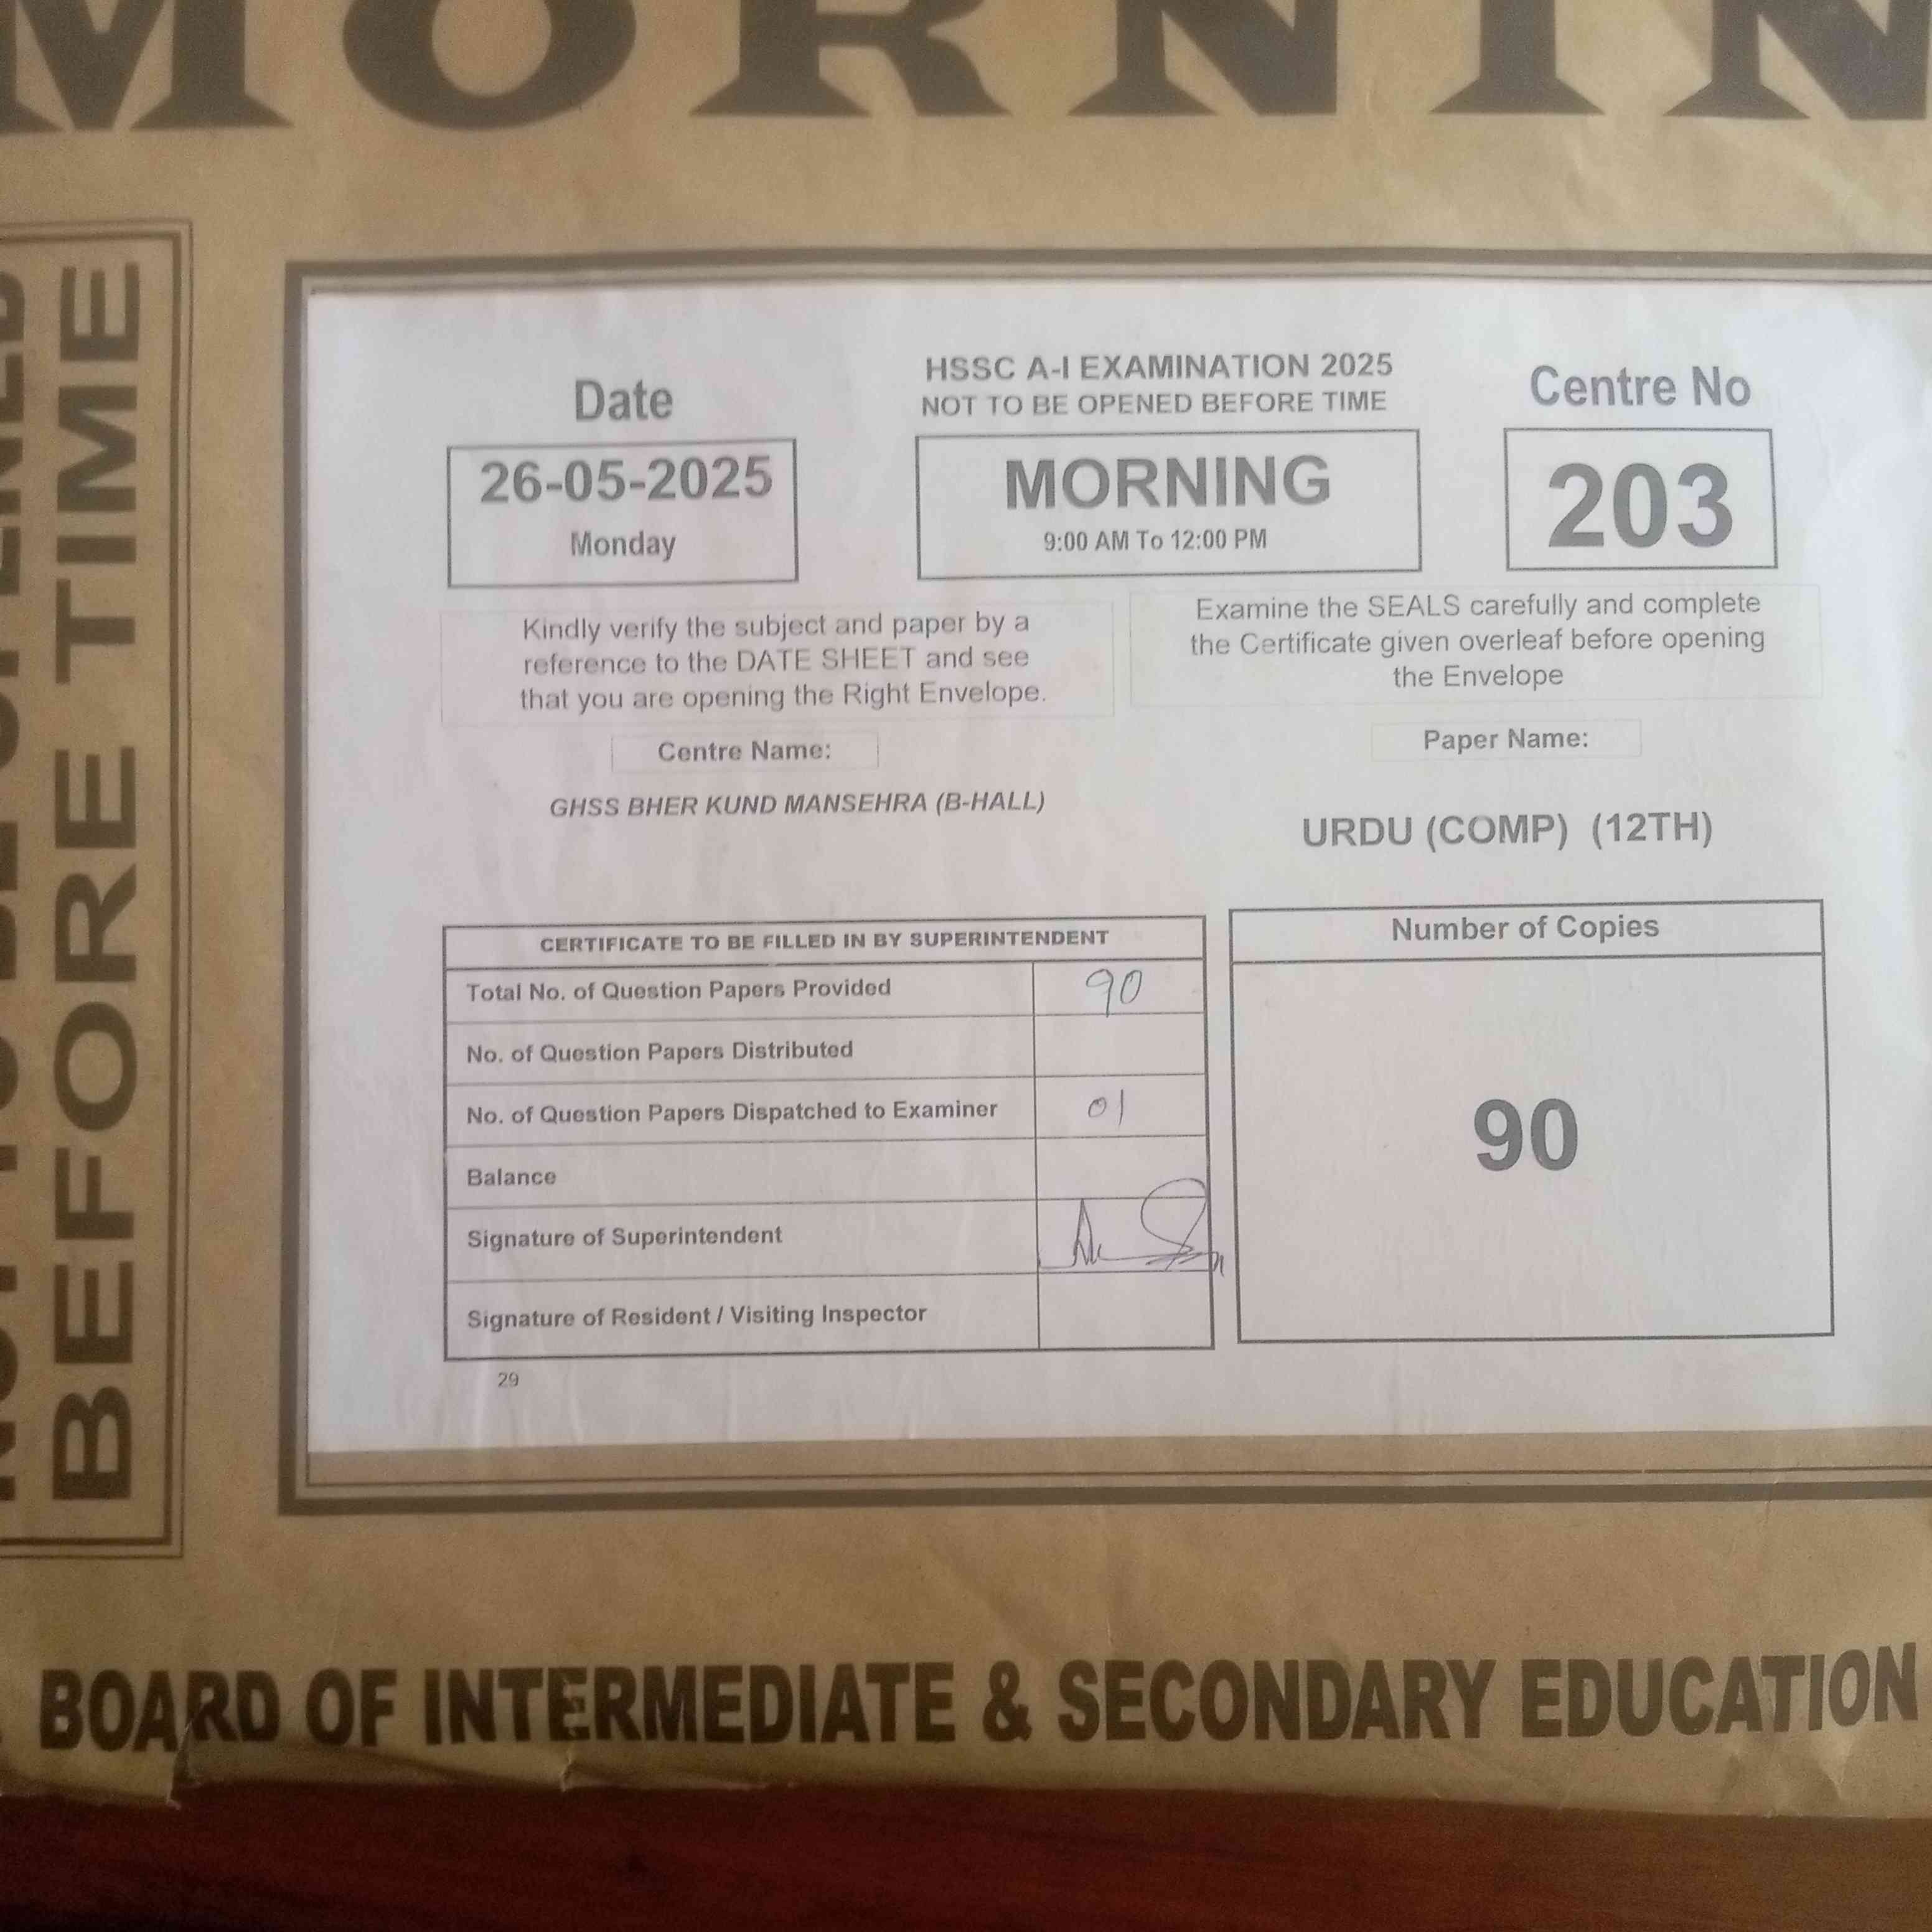 MORNIN
BEFORE TIME
Date
26-05-2025
Monday
HSSC A-I EXAMINATION 2025
NOT TO BE OPENED BEFORE TIME
MORNING
9:00 AM To 12:00 PM
Centre No
203
Kindly verify the subject and paper by a
reference to the DATE SHEET and see
that you are opening the Right Envelope.
Examine the SEALS carefully and complete
the Certificate given overleaf before opening
the Envelope
Centre Name:
GHSS BHER KUND MANSEHRA (B-HALL)
Paper Name:
URDU (COMP) (12TH)
CERTIFICATE TO BE FILLED IN BY SUPERINTENDENT
Total No. of Question Papers Provided 90
No. of Question Papers Distributed
No. of Question Papers Dispatched to Examiner 01
Balance
Signature of Superintendent
Signature of Resident / Visiting Inspector
Number of Copies
90
29
BOARD OF INTERMEDIATE & SECONDARY EDUCATION